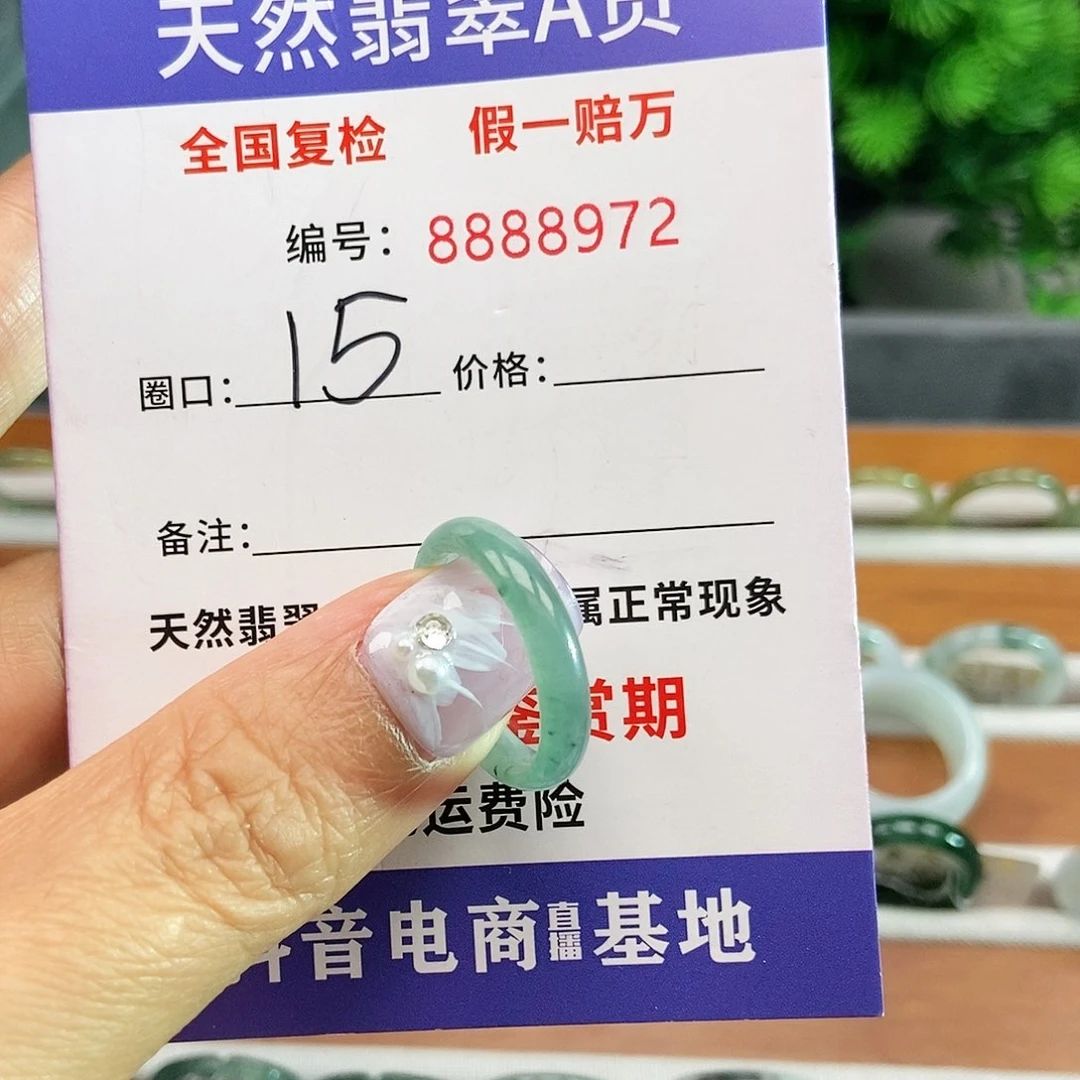 天然翡翠A货
全国复检 假一赔万
编号：8888972
圈口：15 价格：
备注：
天然翡翠 属正常现象
鉴赏期
运费险
抖音电商直播基地